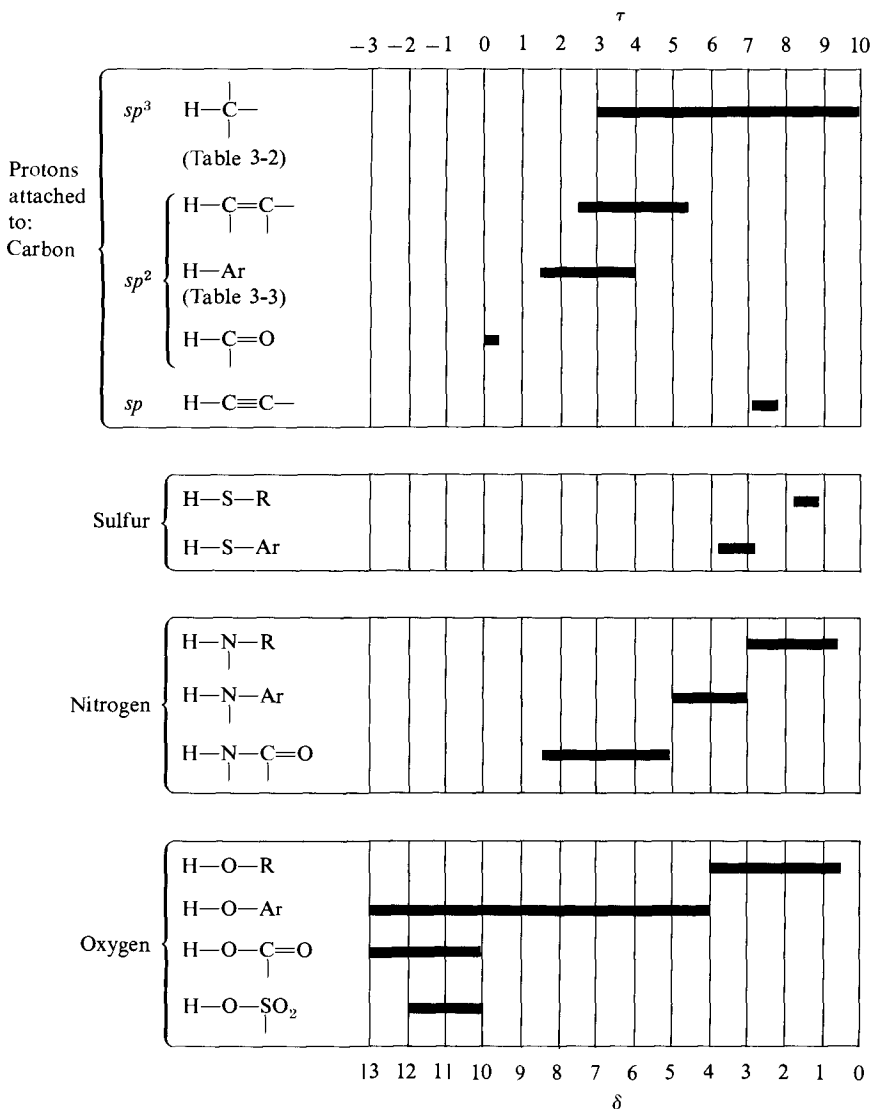 τ
−3 −2 −1 0 1 2 3 4 5 6 7 8 9 10
Protons
attached
to:
Carbon
sp³ H—C—
(Table 3-2)
sp²
H—C=C—
H—Ar
(Table 3-3)
H—C=O
sp H—C≡C—
Sulfur
H—S—R
H—S—Ar
Nitrogen
H—N—R
H—N—Ar
H—N—C=O
Oxygen
H—O—R
H—O—Ar
H—O—C=O
H—O—SO₂
13 12 11 10 9 8 7 6 5 4 3 2 1 0
δ